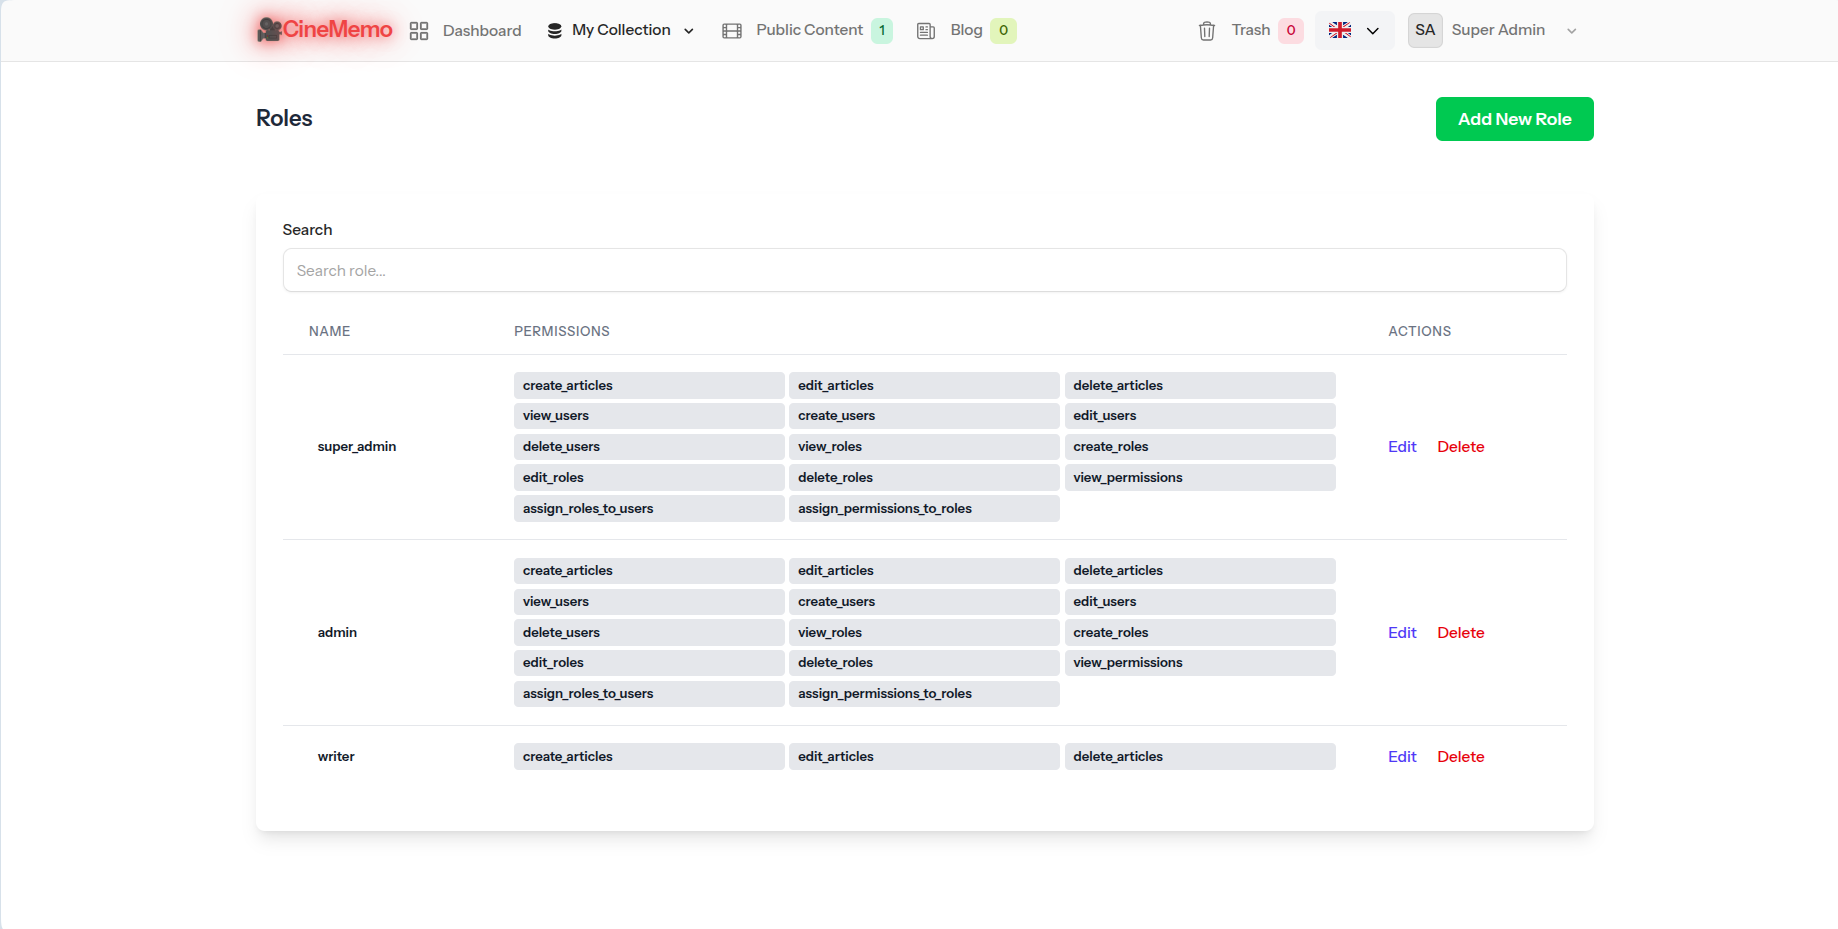 CineMemo Dashboard My Collection Public Content 1 Blog 0 Trash 0 SA Super Admin
Roles Add New Role
Search
Search role...
NAME PERMISSIONS ACTIONS
create_articles edit_articles delete_articles
view_users create_users edit_users
super_admin delete_users view_roles create_roles Edit Delete
edit_roles delete_roles view_permissions
assign_roles_to_users assign_permissions_to_roles
create_articles edit_articles delete_articles
view_users create_users edit_users
admin delete_users view_roles create_roles Edit Delete
edit_roles delete_roles view_permissions
assign_roles_to_users assign_permissions_to_roles
writer create_articles edit_articles delete_articles Edit Delete